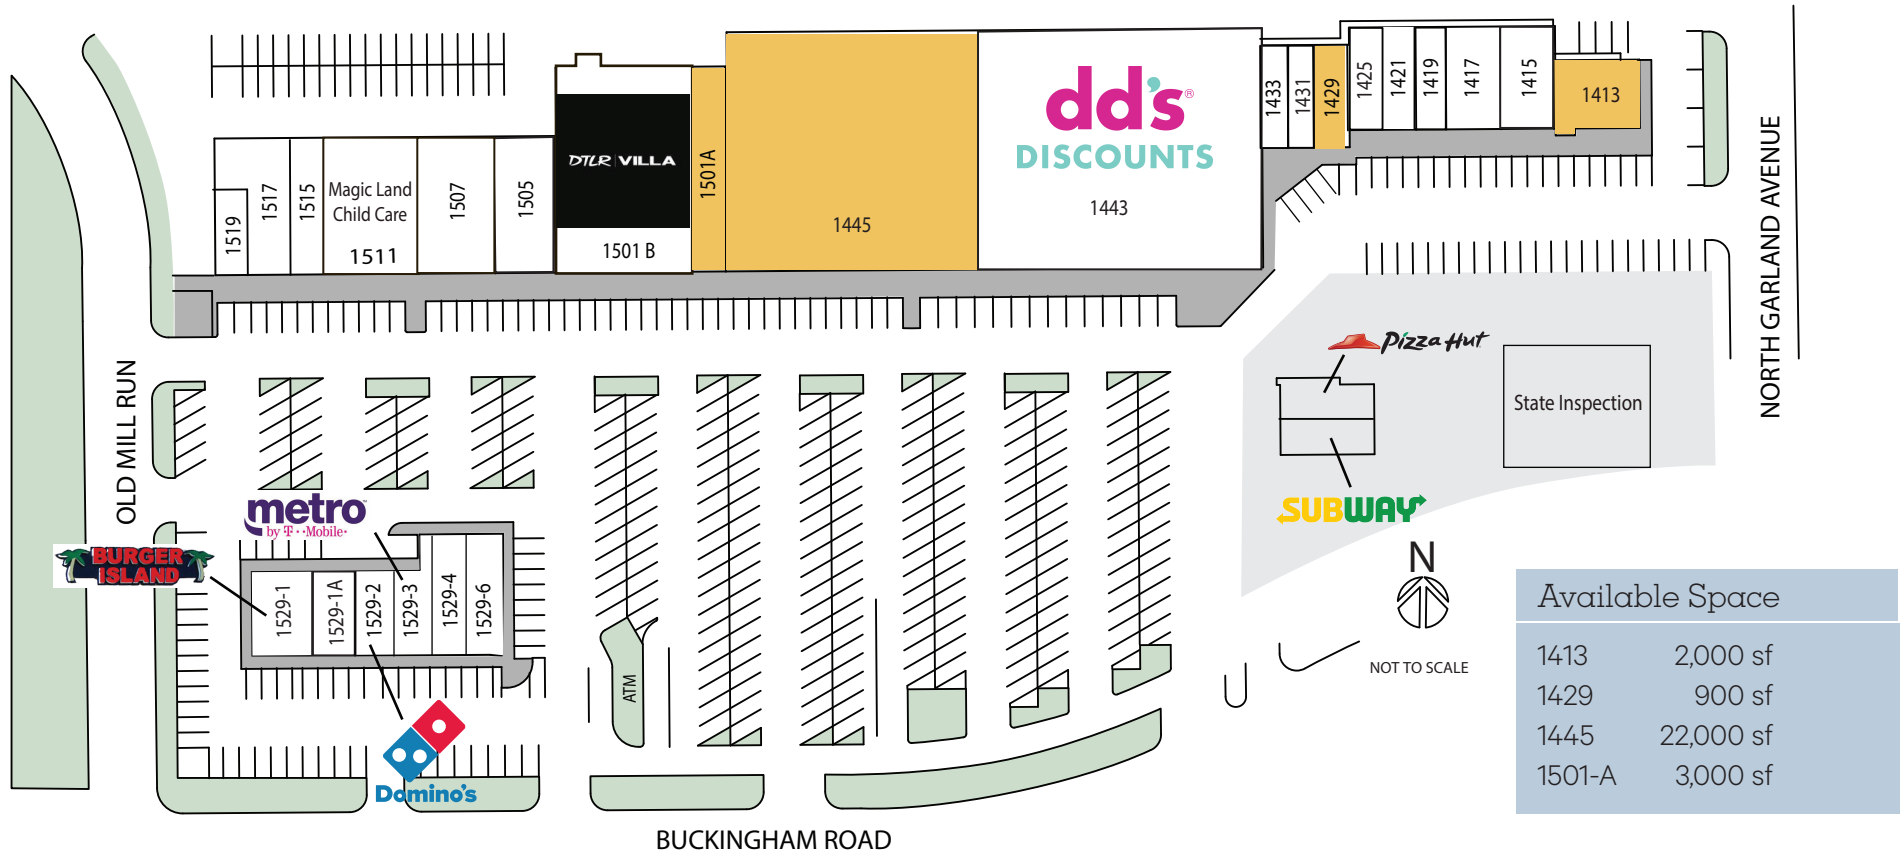 1519
1517
1515
Magic Land
Child Care
1511
1507
1505
DTLR | VILLA
1501 B
1501A
1445
dd's®
DISCOUNTS
1443
1433
1431
1429
1425
1421
1419
1417
1415
1413
NORTH GARLAND AVENUE
OLD MILL RUN
Pizza Hut
State Inspection
SUBWAY
metro
by T-Mobile
BURGER
ISLAND
1529-1
1529-1A
1529-2
1529-3
1529-4
1529-6
Domino's
ATM
N
NOT TO SCALE
Available Space
1413 2,000 sf
1429 900 sf
1445 22,000 sf
1501-A 3,000 sf
BUCKINGHAM ROAD